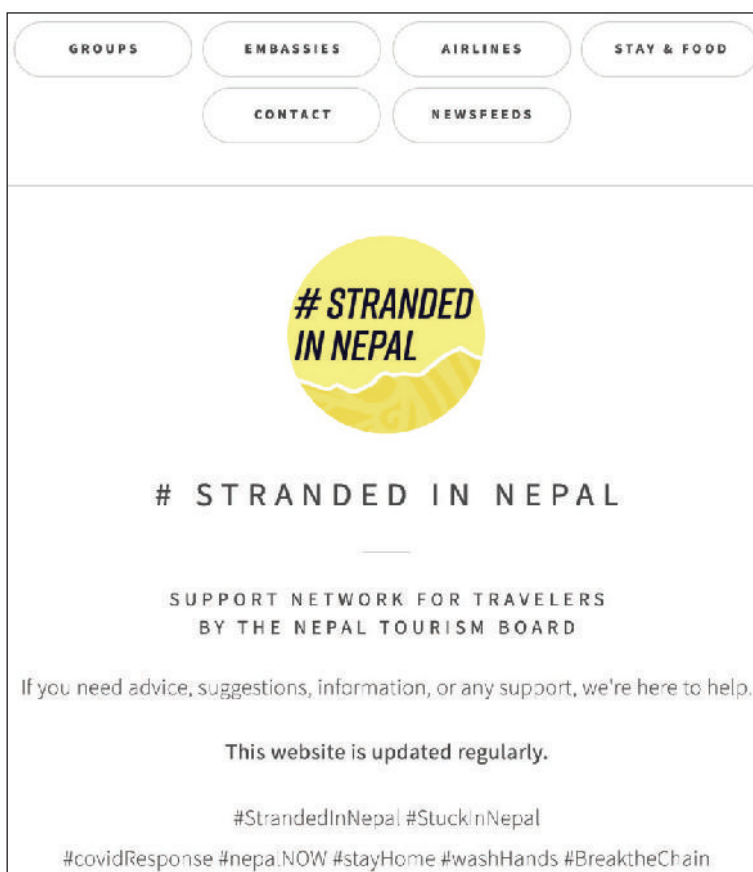 GROUPS EMBASSIES AIRLINES STAY & FOOD
CONTACT NEWSFEEDS
# STRANDED
IN NEPAL
# STRANDED IN NEPAL
SUPPORT NETWORK FOR TRAVELERS
BY THE NEPAL TOURISM BOARD
If you need advice, suggestions, information, or any support, we're here to help.
This website is updated regularly.
#StrandedInNepal #StuckInNepal
#covidResponse #nepalNOW #stayHome #washHands #BreaktheChain